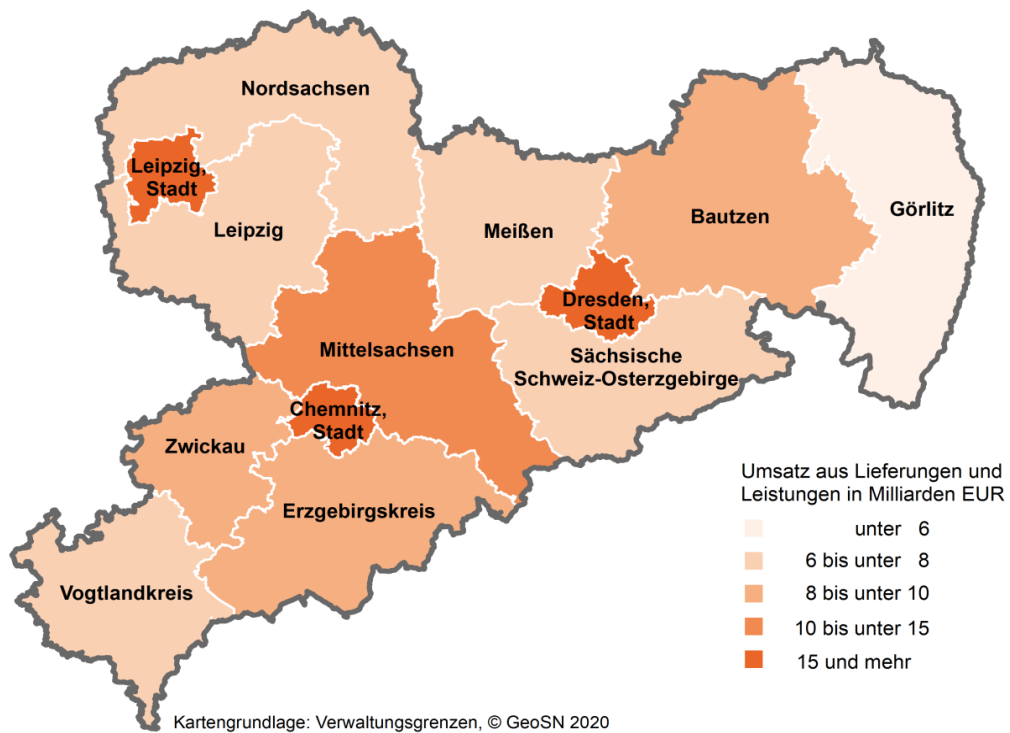 Nordsachsen
Leipzig,
Stadt
Leipzig
Meißen
Bautzen
Görlitz
Dresden,
Stadt
Mittelsachsen
Sächsische
Schweiz-Osterzgebirge
Chemnitz,
Stadt
Zwickau
Erzgebirgskreis
Vogtlandkreis
Umsatz aus Lieferungen und
Leistungen in Milliarden EUR
unter 6
6 bis unter 8
8 bis unter 10
10 bis unter 15
15 und mehr
Kartengrundlage: Verwaltungsgrenzen, © GeoSN 2020